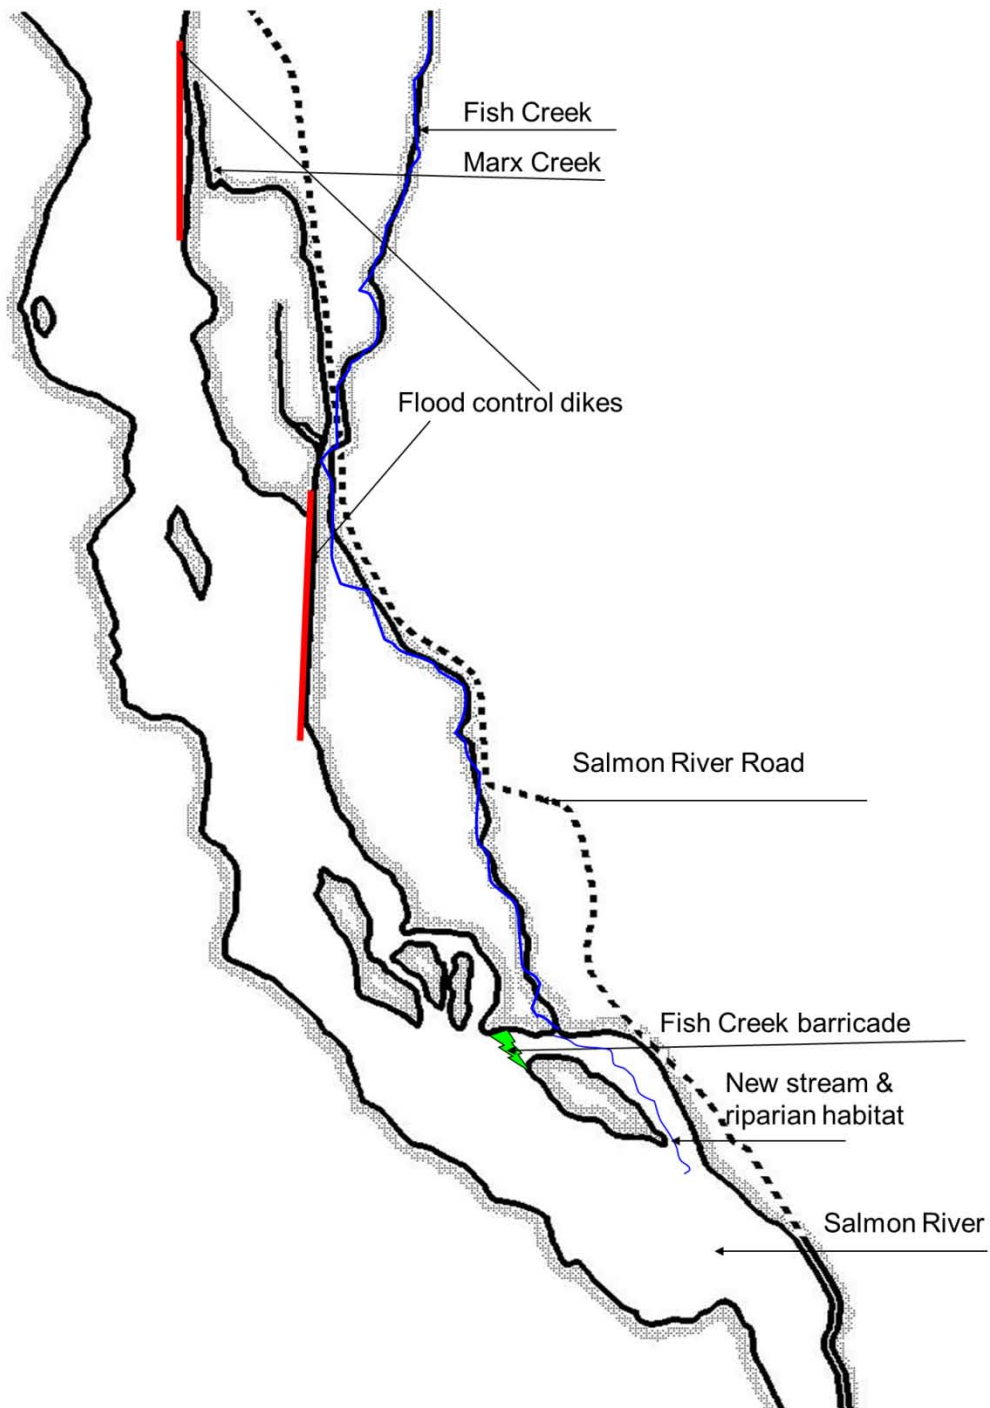 Fish Creek
Marx Creek
Flood control dikes
Salmon River Road
Fish Creek barricade
New stream &
riparian habitat
Salmon River